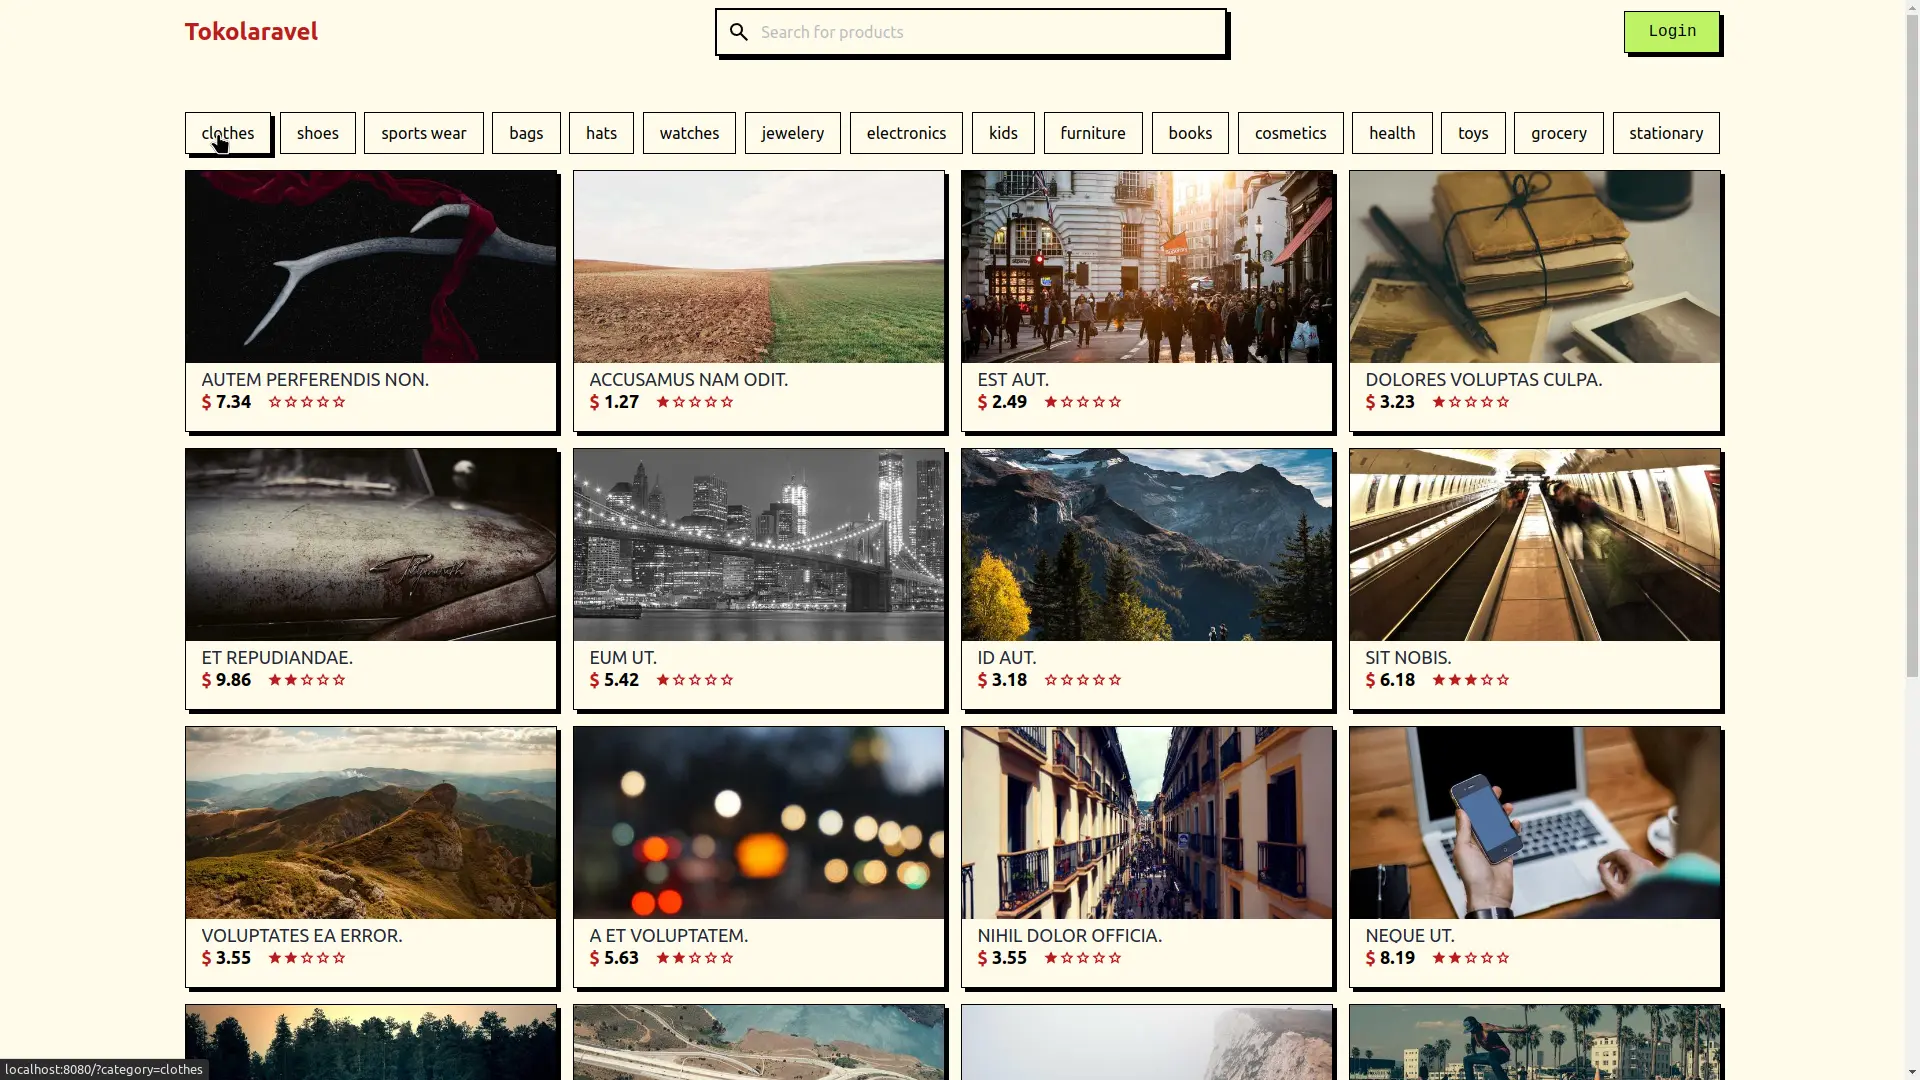 Tokolaravel
Search for products
Login
clothes
shoes
sports wear
bags
hats
watches
jewelery
electronics
kids
furniture
books
cosmetics
health
toys
grocery
stationary
AUTEM PERFERENDIS NON.
$ 7.34
ACCUSAMUS NAM ODIT.
$ 1.27
EST AUT.
$ 2.49
DOLORES VOLUPTAS CULPA.
$ 3.23
Plymouth
ET REPUDIANDAE.
$ 9.86
EUM UT.
$ 5.42
ID AUT.
$ 3.18
SIT NOBIS.
$ 6.18
VOLUPTATES EA ERROR.
$ 3.55
A ET VOLUPTATEM.
$ 5.63
NIHIL DOLOR OFFICIA.
$ 3.55
NEQUE UT.
$ 8.19
localhost:8080/?category=clothes